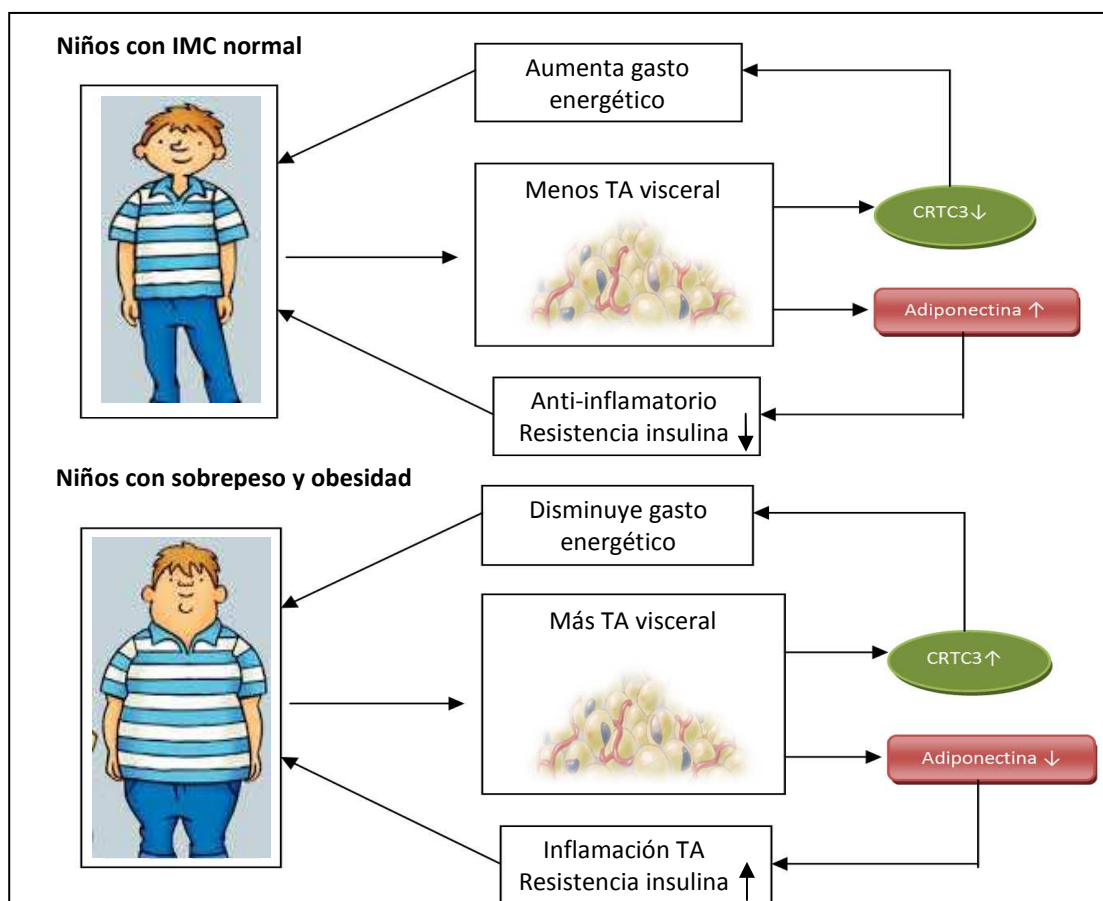 Niños con IMC normal
Aumenta gasto
energético
Menos TA visceral
CRTC3↓
Adiponectina ↑
Anti-inflamatorio
Resistencia insulina ↓
Niños con sobrepeso y obesidad
Disminuye gasto
energético
Más TA visceral
CRTC3↑
Adiponectina ↓
Inflamación TA
Resistencia insulina ↑